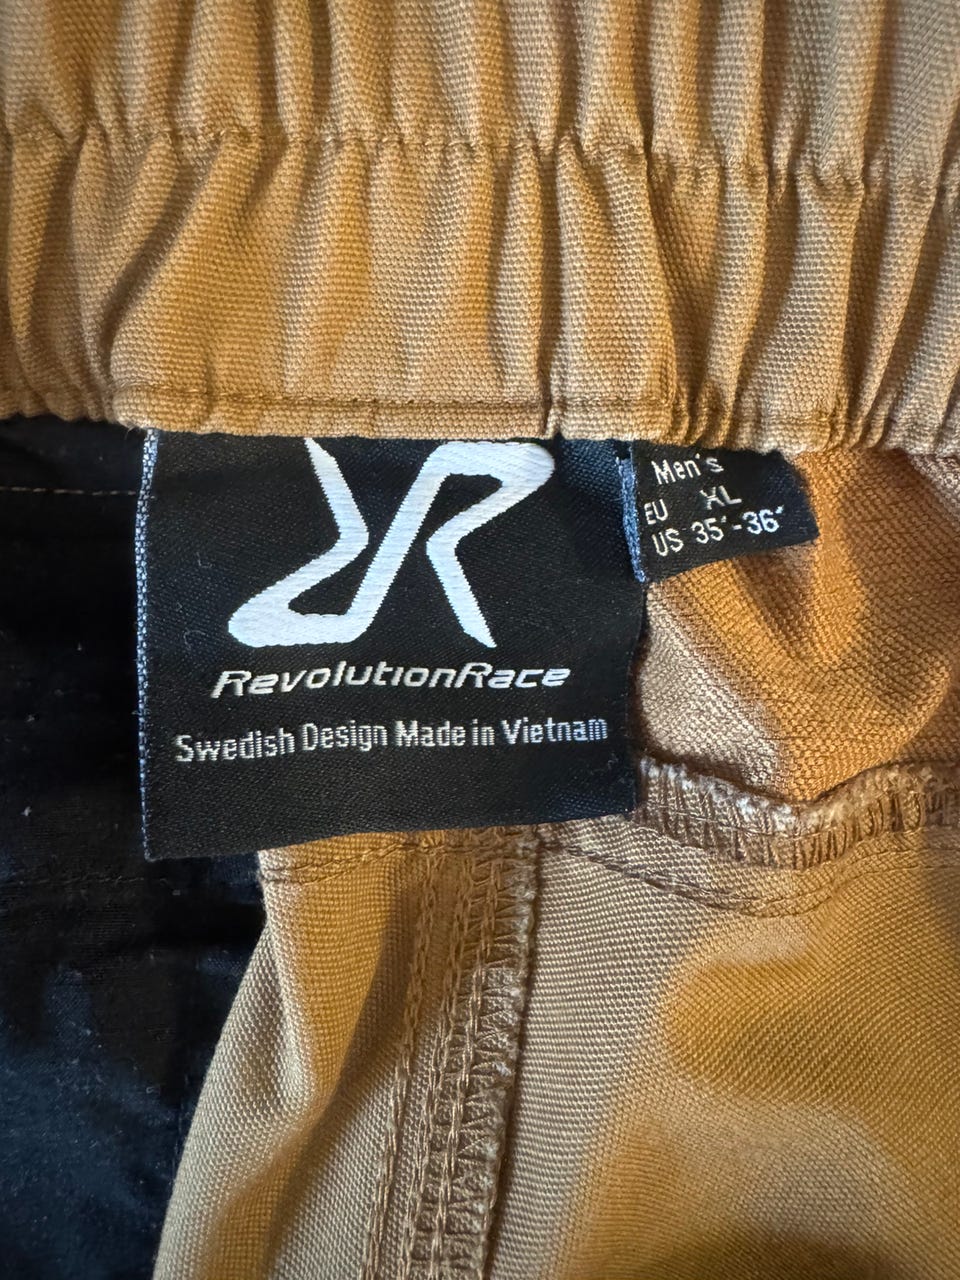 RevolutionRace
Swedish Design Made in Vietnam
Men's
EU XL
US 35"-36"